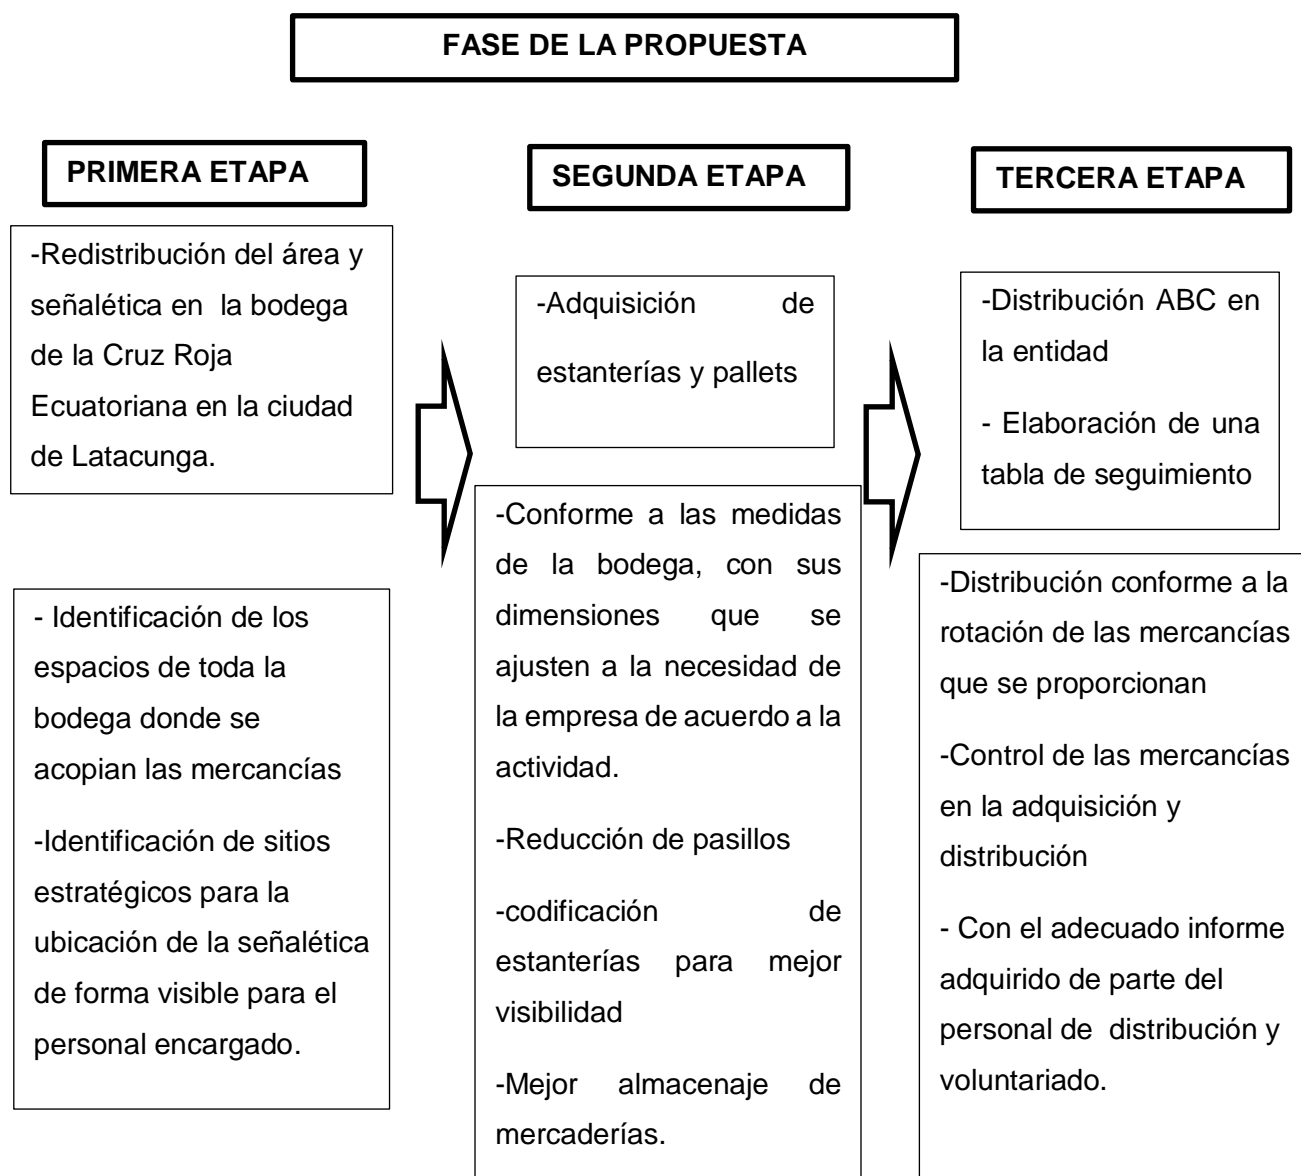 FASE DE LA PROPUESTA
PRIMERA ETAPA
-Redistribución del área y
señalética en la bodega
de la Cruz Roja
Ecuatoriana en la ciudad
de Latacunga.
- Identificación de los
espacios de toda la
bodega donde se
acopian las mercancías
-Identificación de sitios
estratégicos para la
ubicación de la señalética
de forma visible para el
personal encargado.
SEGUNDA ETAPA
-Adquisición de
estanterías y pallets
-Conforme a las medidas
de la bodega, con sus
dimensiones que se
ajusten a la necesidad de
la empresa de acuerdo a la
actividad.
-Reducción de pasillos
-codificación de
estanterías para mejor
visibilidad
-Mejor almacenaje de
mercaderías.
TERCERA ETAPA
-Distribución ABC en
la entidad
- Elaboración de una
tabla de seguimiento
-Distribución conforme a la
rotación de las mercancías
que se proporcionan
-Control de las mercancías
en la adquisición y
distribución
- Con el adecuado informe
adquirido de parte del
personal de distribución y
voluntariado.